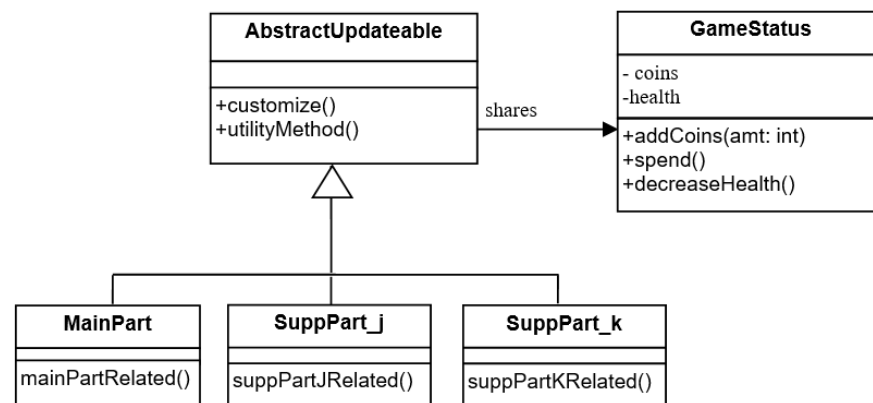 AbstractUpdateable
+customize()
+utilityMethod()
shares
GameStatus
- coins
-health
+addCoins(amt: int)
+spend()
+decreaseHealth()
MainPart
mainPartRelated()
SuppPart_j
suppPartJRelated()
SuppPart_k
suppPartKRelated()